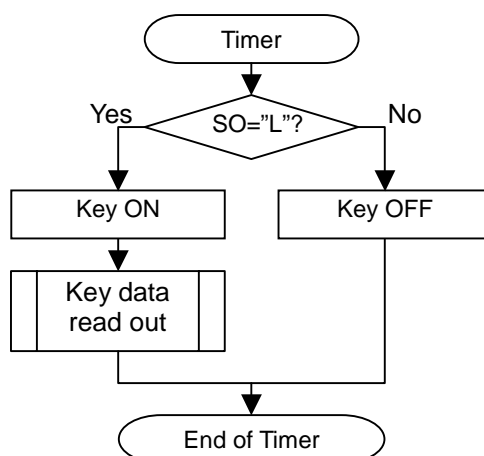 Timer
Yes
SO=”L”?
No
Key ON
Key OFF
Key data
read out
End of Timer